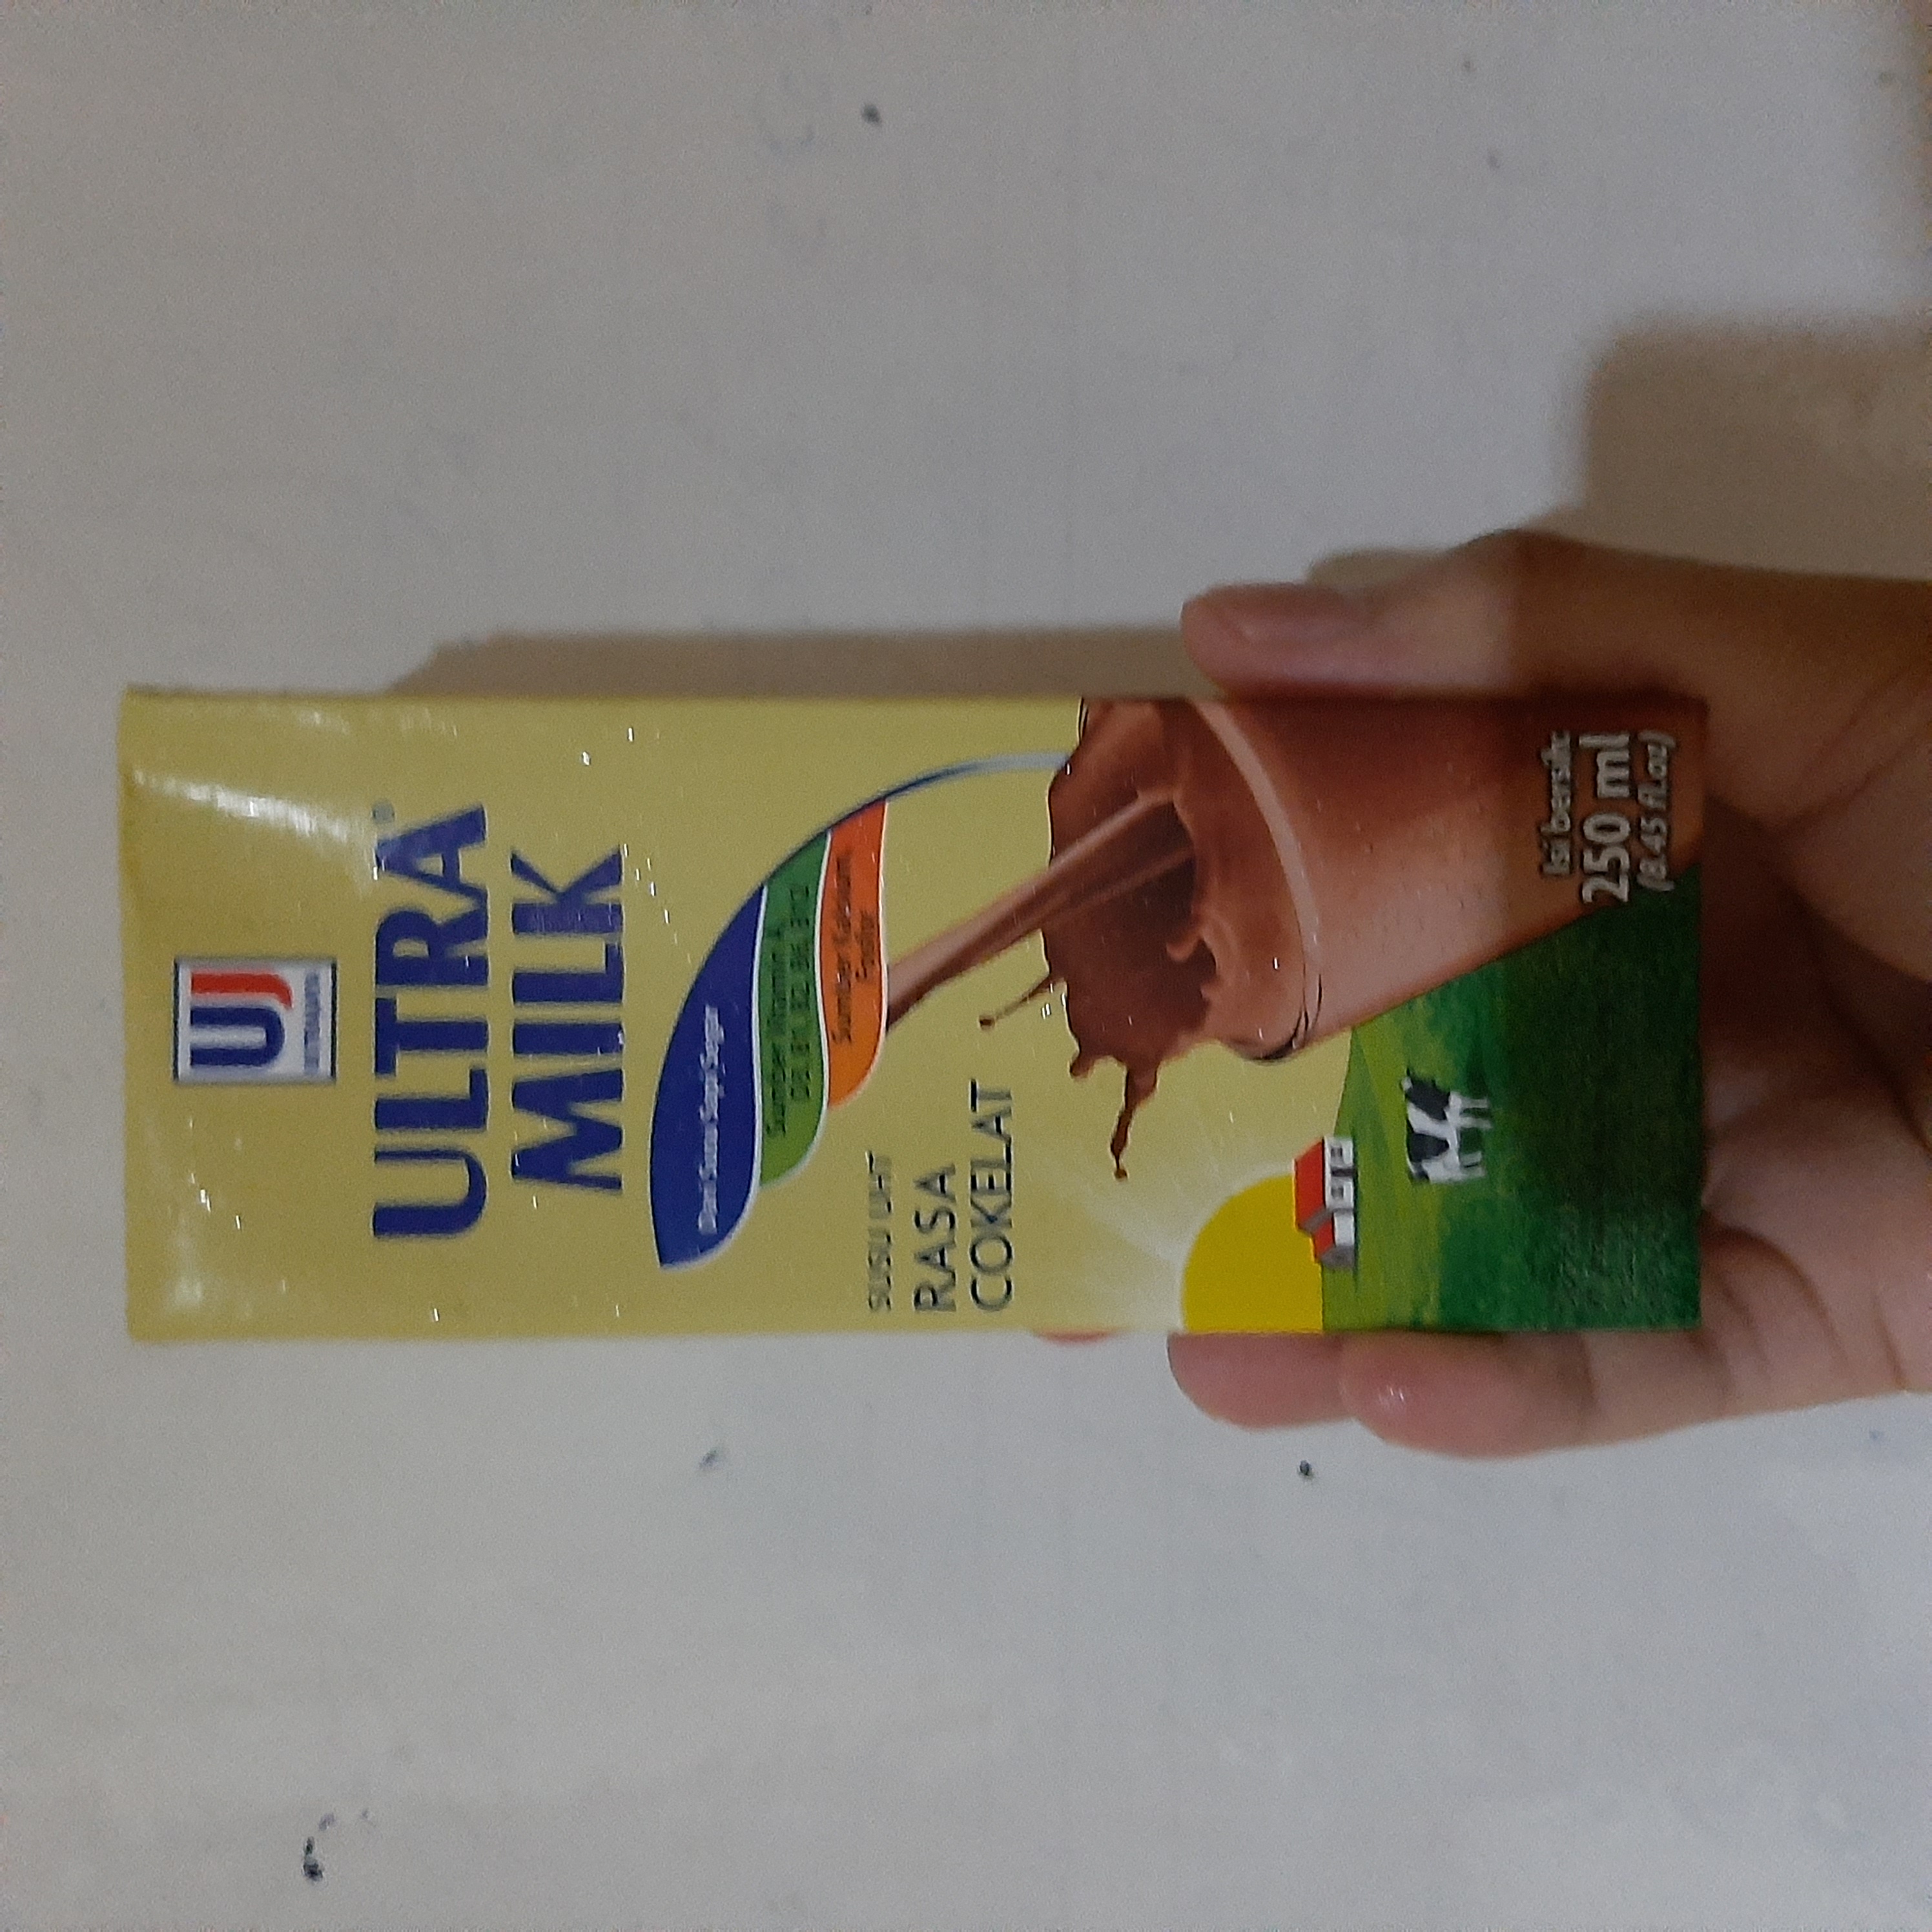 UJ
ULTRAJAYA
ULTRA
MILK
Dari Susu Sapi Segar
Sumber Vitamin A,
D3, B1, B2, B6, B12
Sumber Kalsium,
Fosfor
SUSU UHT
RASA
COKELAT
Isi bersih:
250 ml
(8.45 fl.oz)